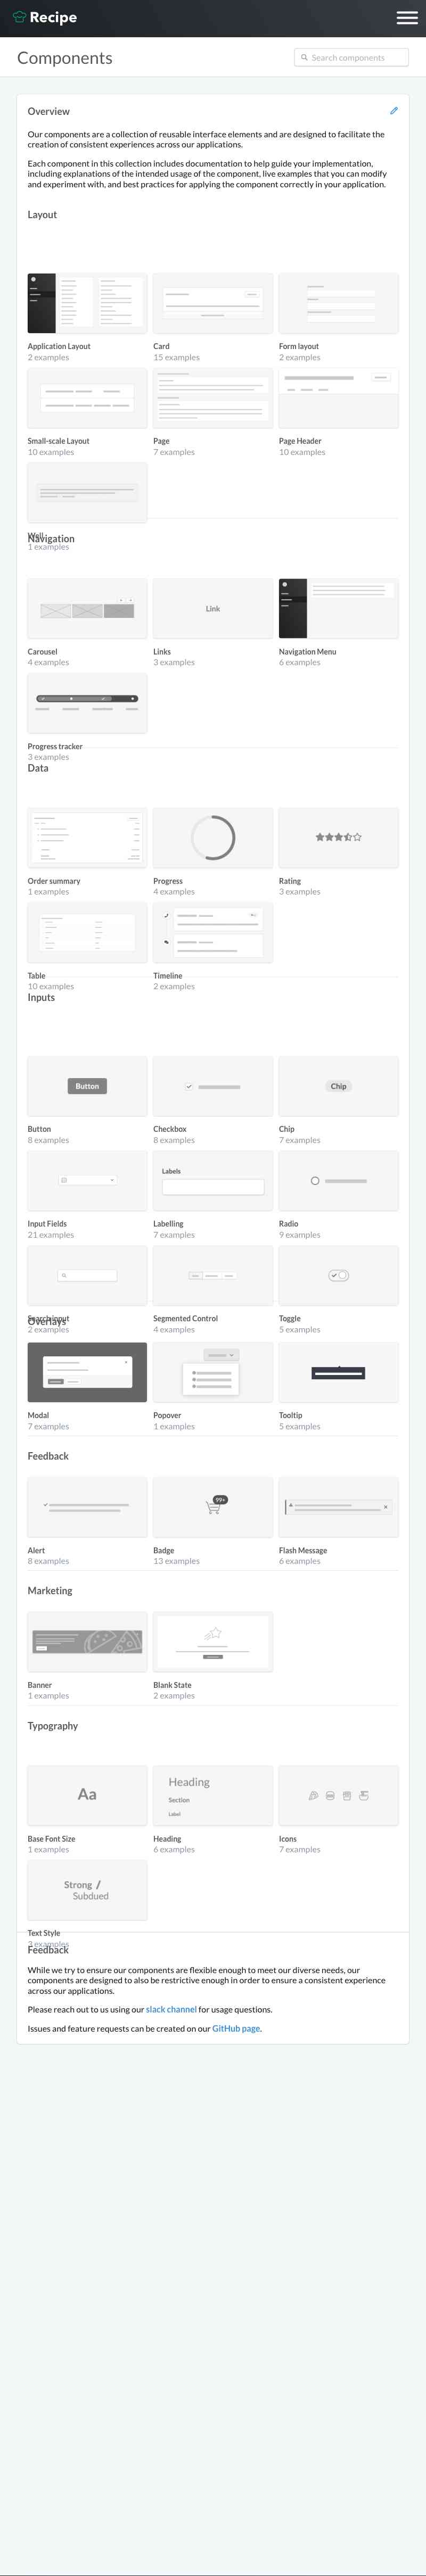 Recipe
Components
Search components
Overview
Our components are a collection of reusable interface elements and are designed to facilitate the
creation of consistent experiences across our applications.
Each component in this collection includes documentation to help guide your implementation,
including explanations of the intended usage of the component, live examples that you can modify
and experiment with, and best practices for applying the component correctly in your application.
Layout
Application Layout
2 examples
Card
15 examples
Form layout
2 examples
Small-scale Layout
10 examples
Page
7 examples
Page Header
10 examples
Well
1 examples
Navigation
Link
Carousel
4 examples
Links
3 examples
Navigation Menu
6 examples
Progress tracker
3 examples
Data
Order summary
1 examples
Progress
4 examples
Rating
3 examples
Table
10 examples
Timeline
2 examples
Inputs
Button
Chip
Button
8 examples
Checkbox
8 examples
Chip
7 examples
Labels
Input Fields
21 examples
Labelling
7 examples
Radio
9 examples
Search input
2 examples
Segmented Control
4 examples
Toggle
5 examples
Overlays
Modal
7 examples
Popover
1 examples
Tooltip
5 examples
Feedback
99+
Alert
8 examples
Badge
13 examples
Flash Message
6 examples
Marketing
Banner
1 examples
Blank State
2 examples
Typography
Aa
Heading
Section
Label
Base Font Size
1 examples
Heading
6 examples
Icons
7 examples
Strong /
Subdued
Text Style
examples
Feedback
While we try to ensure our components are flexible enough to meet our diverse needs, our
components are designed to also be restrictive enough in order to ensure a consistent experience
across our applications.
Please reach out to us using our slack channel for usage questions.
Issues and feature requests can be created on our GitHub page.